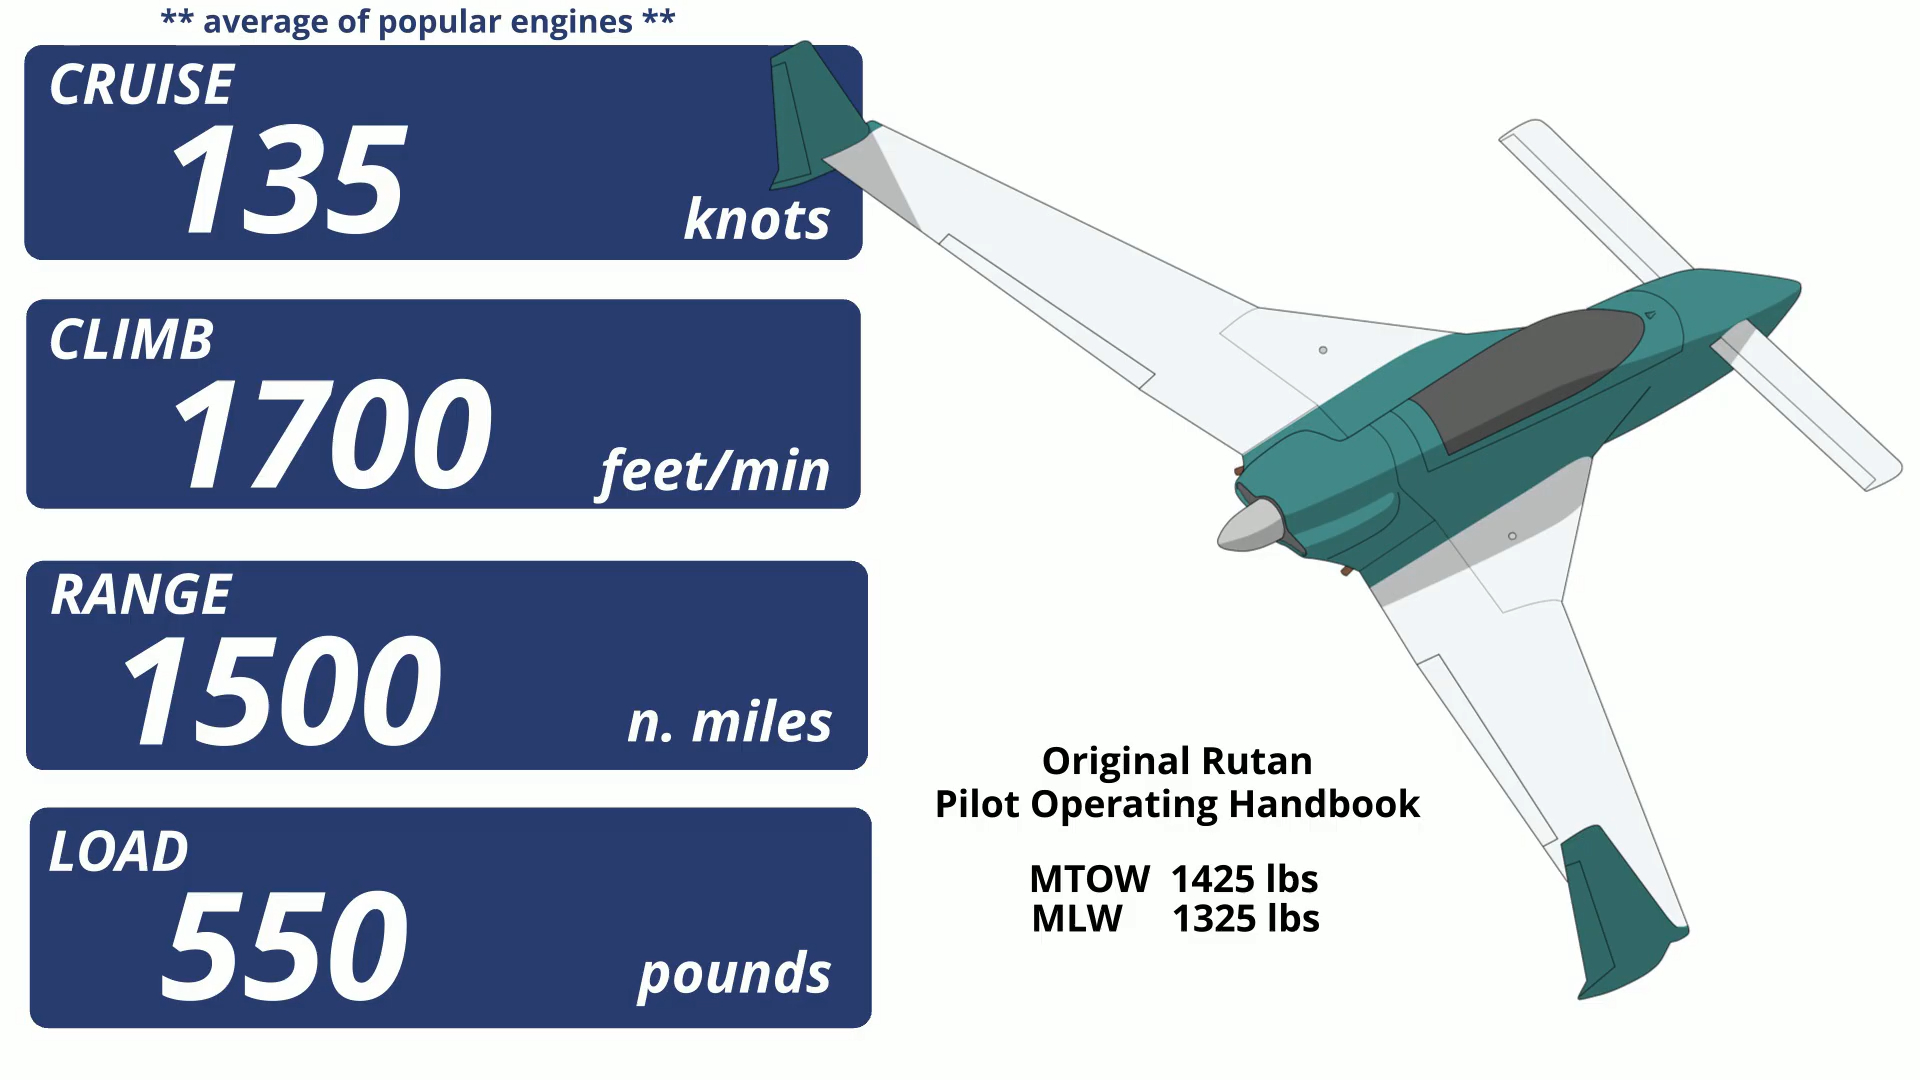 ** average of popular engines **
CRUISE
135
knots
CLIMB
1700
feet/min
RANGE
1500
n. miles
LOAD
550
pounds
Original Rutan
Pilot Operating Handbook
MTOW 1425 lbs
MLW 1325 lbs